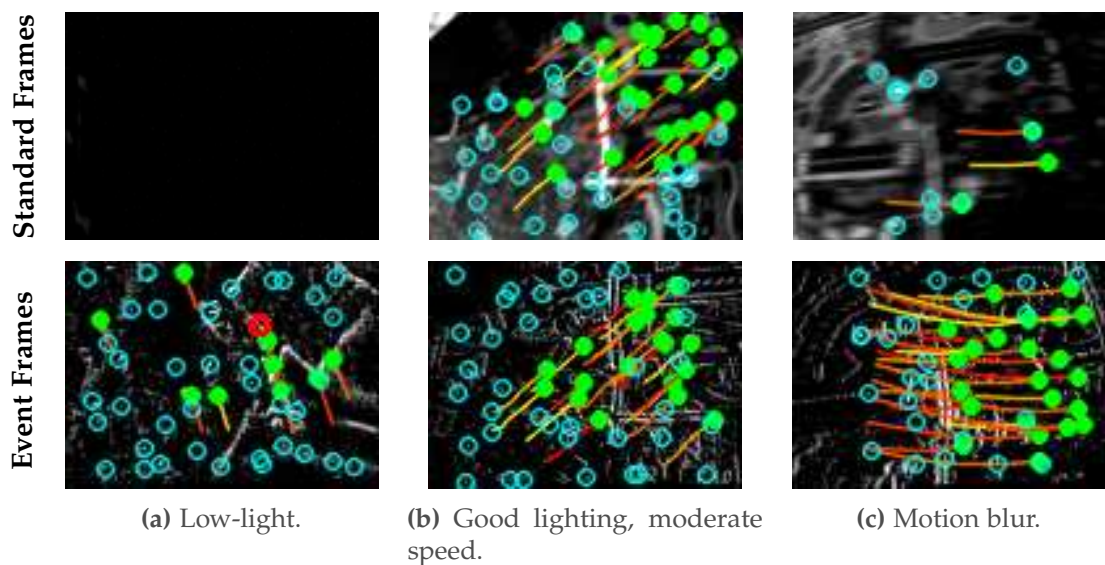 Standard Frames
Event Frames
(a) Low-light.
(b) Good lighting, moderate
speed.
(c) Motion blur.